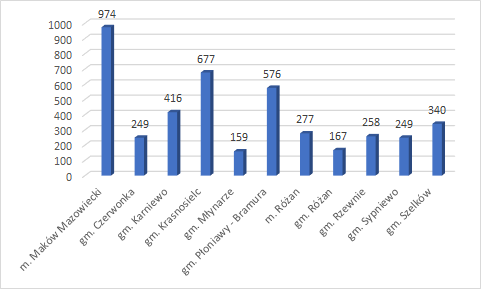 974
1000
900
800
700
600
500
400
300
200
100
0
249
416
677
159
576
277
167
258
249
340
m. Maków Mazowiecki
gm. Czerwonka
gm. Karniewo
gm. Krasnosielc
gm. Młynarze
gm. Płoniawy - Bramura
m. Różan
gm. Różan
gm. Rzewnie
gm. Sypniewo
gm. Szelków